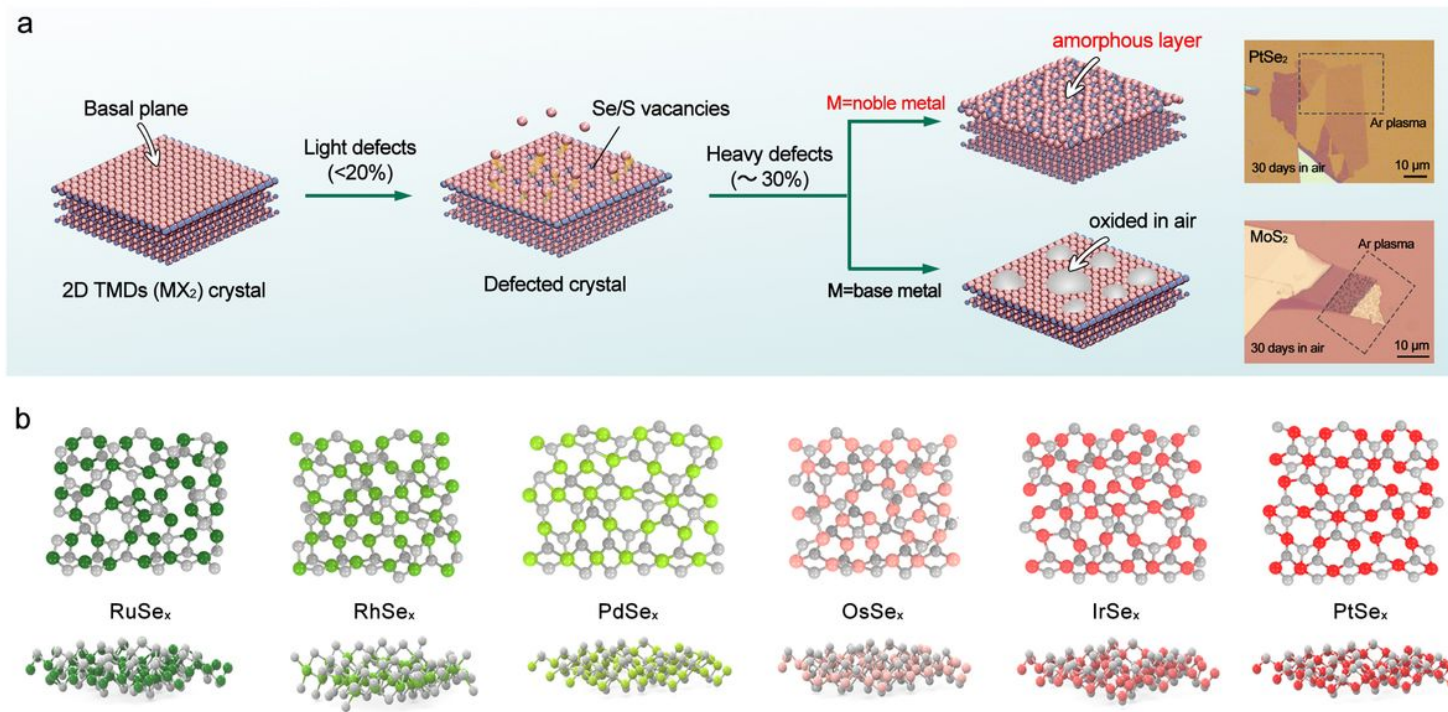 a
Basal plane
2D TMDs (MX₂) crystal
Light defects
(<20%)
Se/S vacancies
Defected crystal
Heavy defects
(～30%)
amorphous layer
M=noble metal
oxided in air
M=base metal
PtSe₂
Ar plasma
30 days in air
10 μm
MoS₂
Ar plasma
30 days in air
10 μm
b
RuSeₓ
RhSeₓ
PdSeₓ
OsSeₓ
IrSeₓ
PtSeₓ